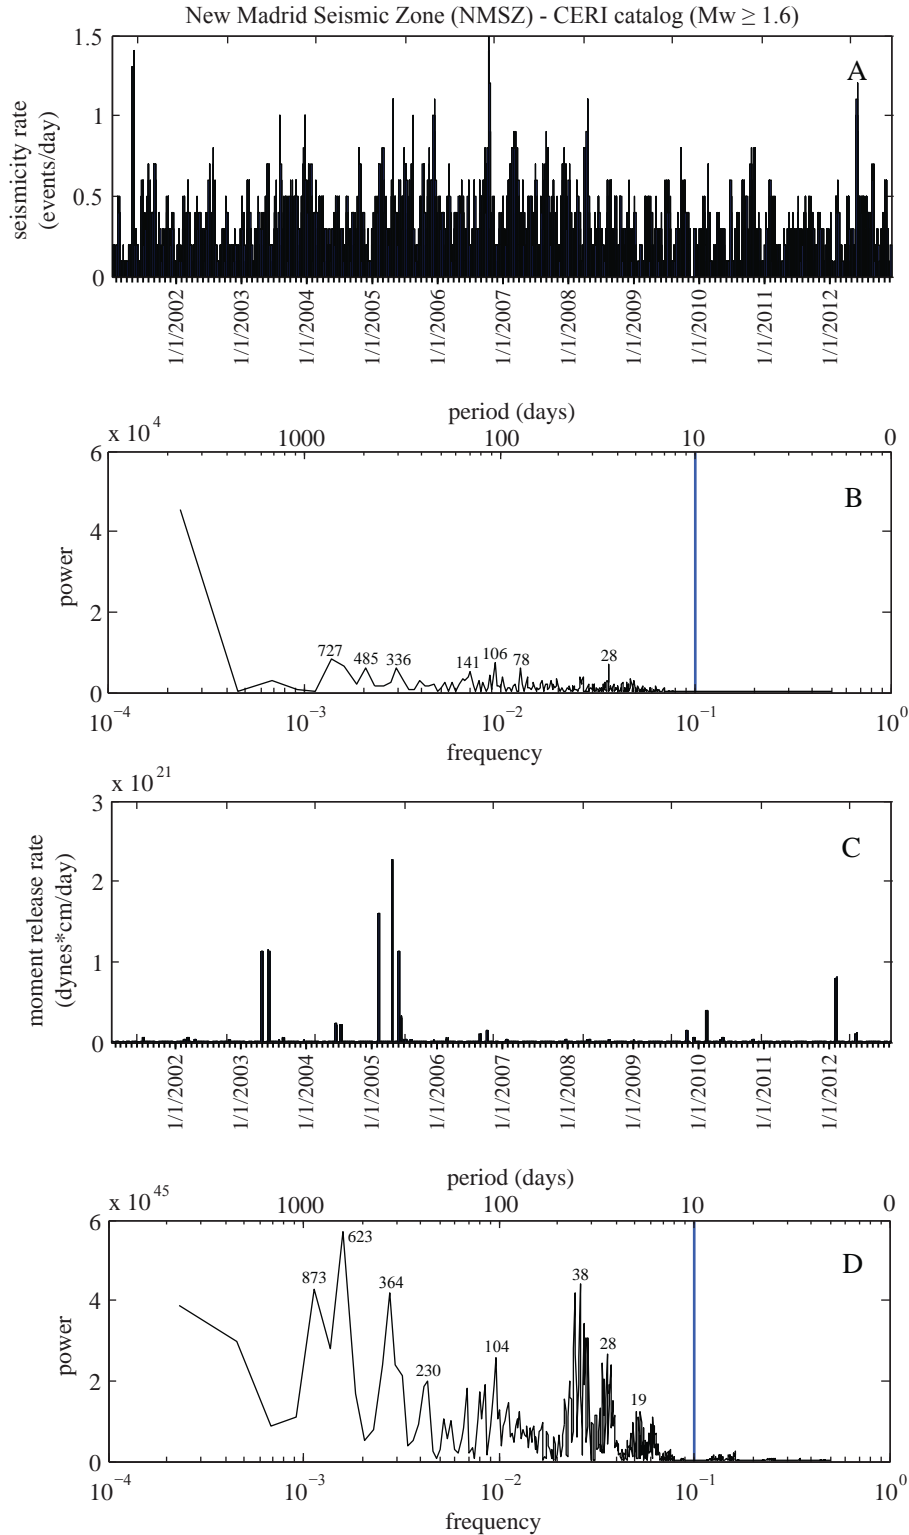 New Madrid Seismic Zone (NMSZ) - CERI catalog (Mw ≥ 1.6)
A
seismicity rate
(events/day)
1.5
1
0.5
0
1/1/2002 1/1/2003 1/1/2004 1/1/2005 1/1/2006 1/1/2007 1/1/2008 1/1/2009 1/1/2010 1/1/2011 1/1/2012
period (days)
x 10^4 1000 100 10 0
B
power
6
4
2
0
727 485 336 141 106 78 28
10^−4 10^−3 10^−2 10^−1 10^0
frequency
x 10^21
C
moment release rate
(dynes*cm/day)
3
2
1
0
1/1/2002 1/1/2003 1/1/2004 1/1/2005 1/1/2006 1/1/2007 1/1/2008 1/1/2009 1/1/2010 1/1/2011 1/1/2012
period (days)
x 10^45 1000 100 10 0
D
power
6
4
2
0
873 623 364 230 104 38 28 19
10^−4 10^−3 10^−2 10^−1 10^0
frequency